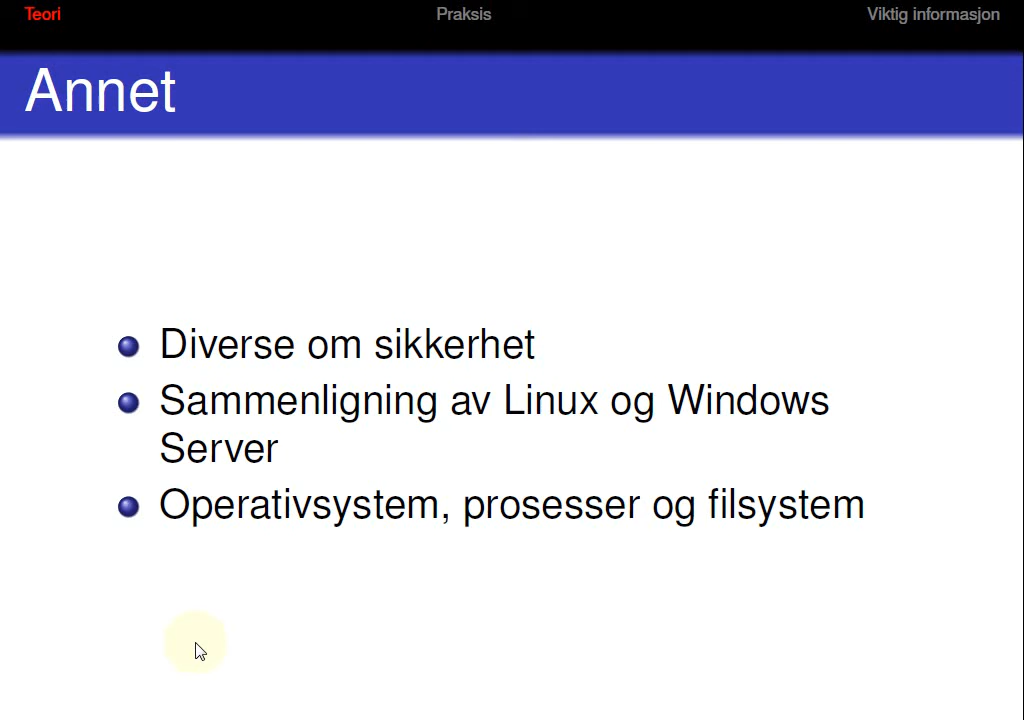 Teori Praksis Viktig informasjon
Annet
Diverse om sikkerhet
Sammenligning av Linux og Windows
Server
Operativsystem, prosesser og filsystem